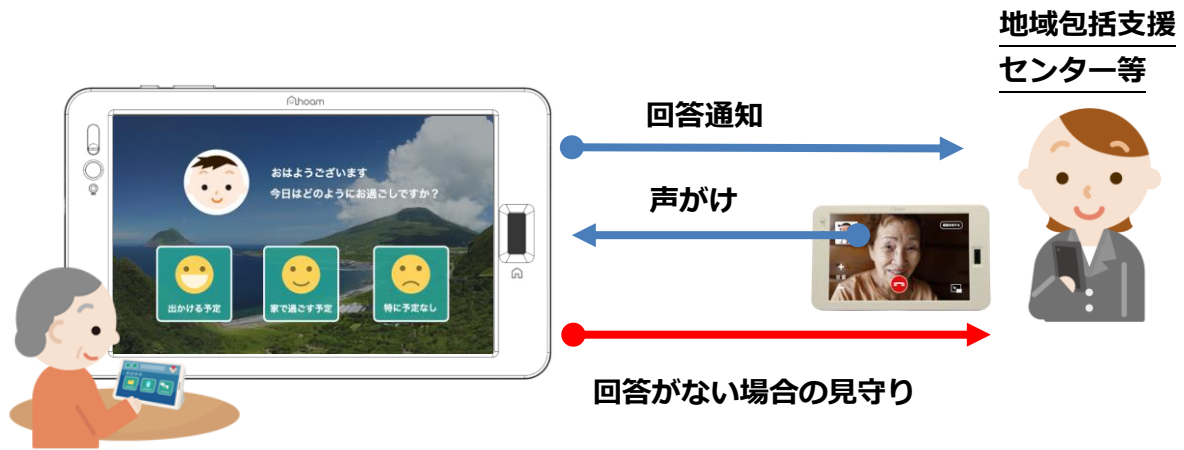 地域包括支援
センター等
hoam
おはようございます
今日はどのようにお過ごしですか？
出かける予定
家で過ごす予定
特に予定なし
回答通知
声がけ
回答がない場合の見守り